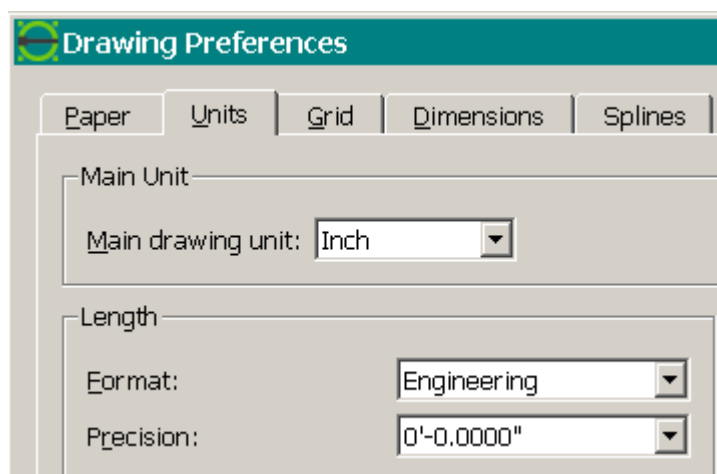 Drawing Preferences
Paper Units Grid Dimensions Splines
Main Unit
Main drawing unit: Inch
Length
Format: Engineering
Precision: 0'-0.0000"